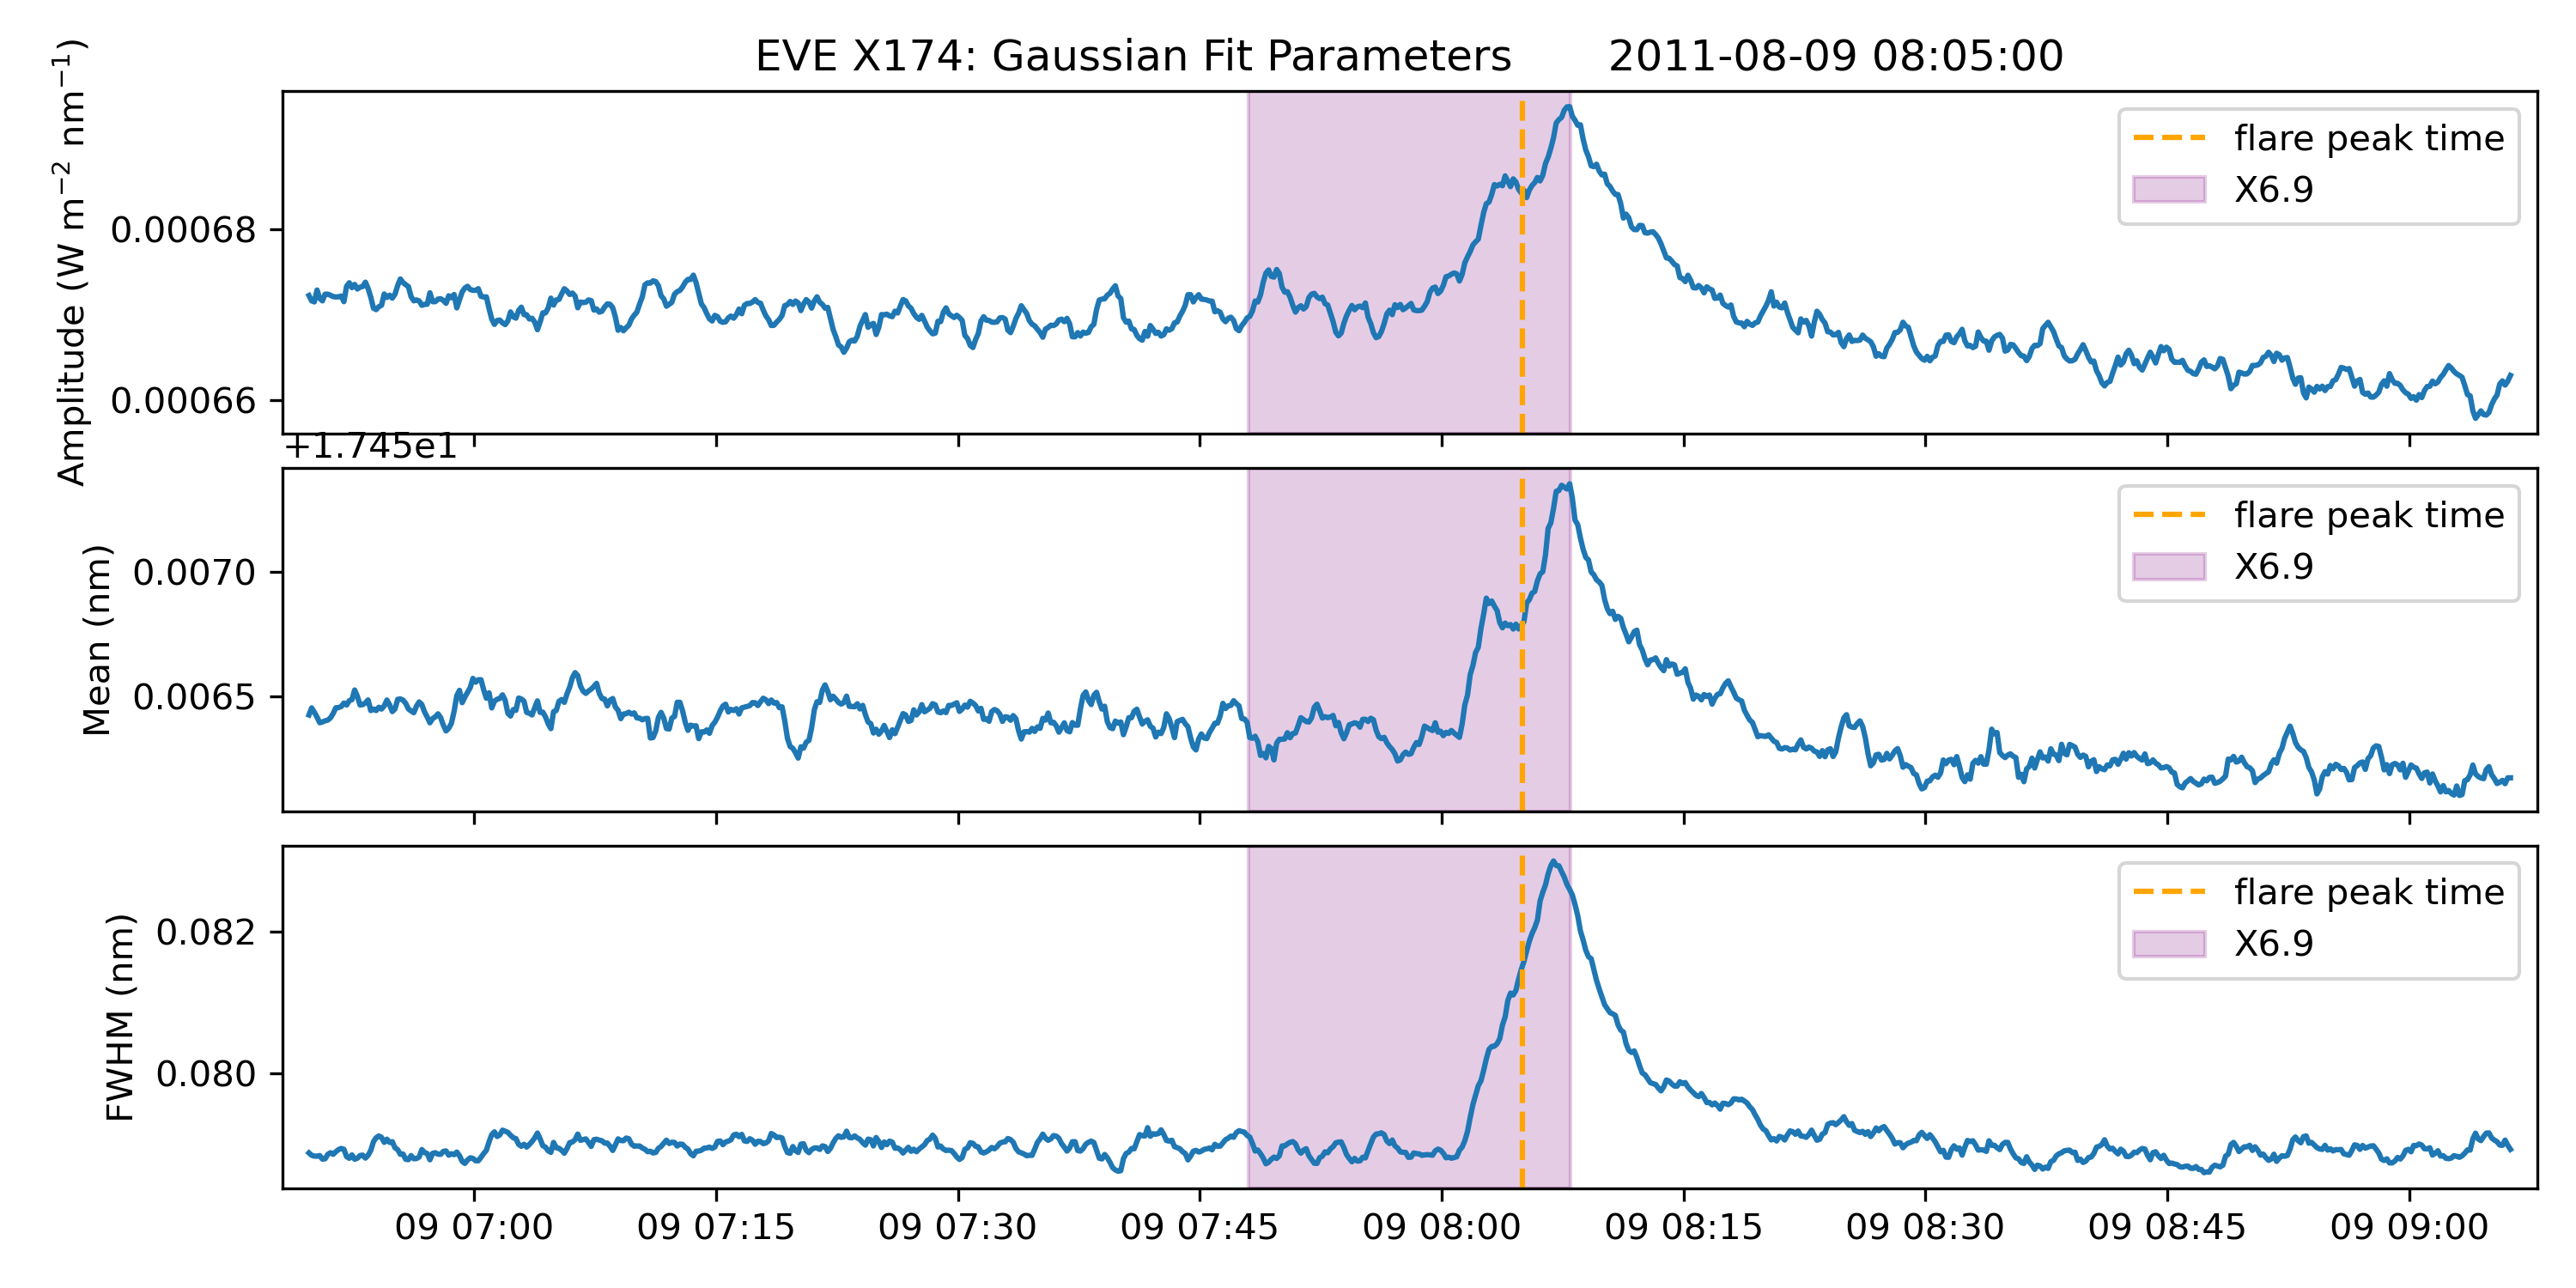 EVE X174: Gaussian Fit Parameters 2011-08-09 08:05:00
Amplitude (W m⁻² nm⁻¹)
0.00068
0.00066
flare peak time
X6.9
+1.745e1
Mean (nm)
0.0070
0.0065
flare peak time
X6.9
FWHM (nm)
0.082
0.080
flare peak time
X6.9
09 07:00 09 07:15 09 07:30 09 07:45 09 08:00 09 08:15 09 08:30 09 08:45 09 09:00